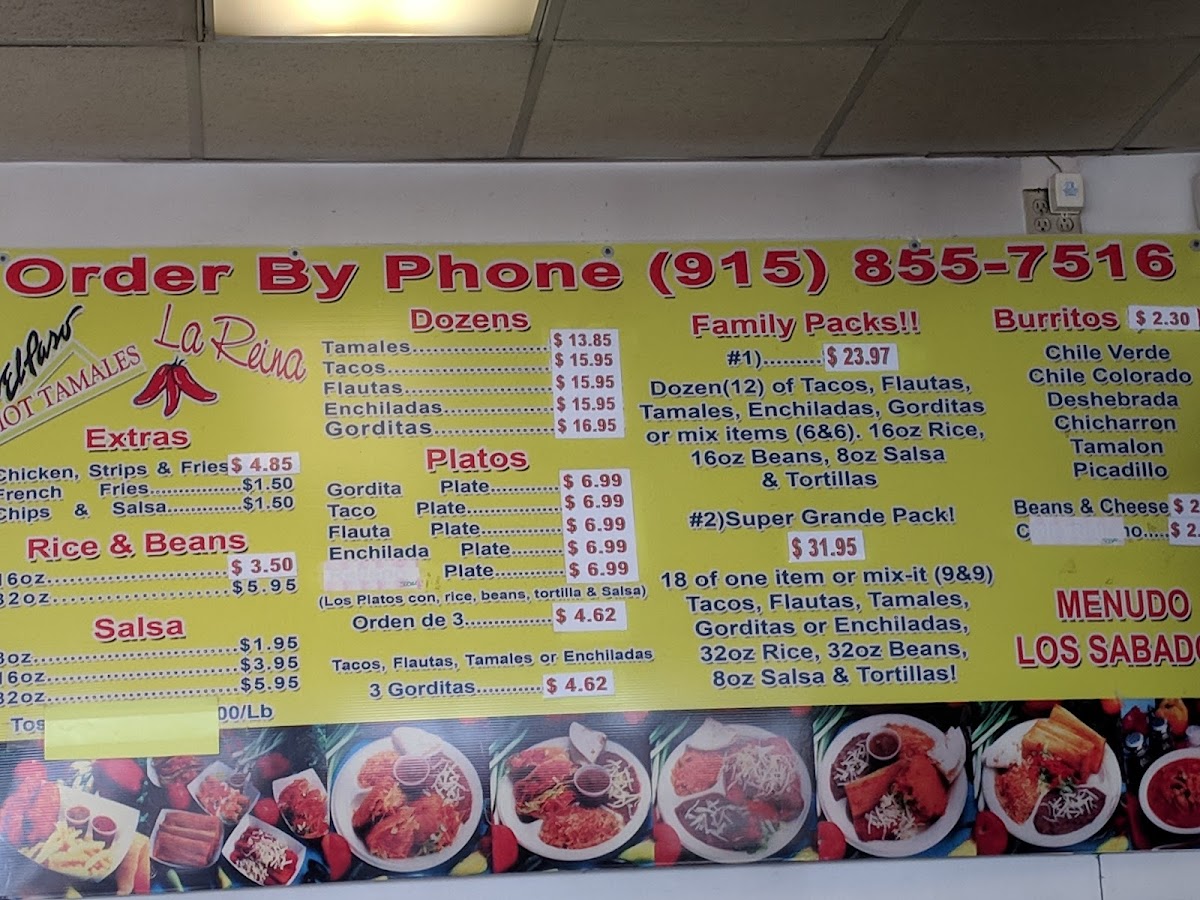 Order By Phone (915) 855-7516
El Paso
HOT TAMALES
La Reina
Extras
Chicken, Strips & Fries $ 4.85
French Fries..............$1.50
Chips & Salsa............$1.50
Rice & Beans
16oz........................$ 3.50
32oz........................$5.95
Salsa
8oz..........................$1.95
16oz........................$3.95
32oz........................$5.95
00/Lb
Dozens
Tamales....................$ 13.85
Tacos.......................$ 15.95
Flautas.....................$ 15.95
Enchiladas................$ 15.95
Gorditas...................$ 16.95
Platos
Gordita Plate...........$ 6.99
Taco Plate...............$ 6.99
Flauta Plate.............$ 6.99
Enchilada Plate........$ 6.99
Plate........$ 6.99
(Los Platos con, rice, beans, tortilla & Salsa)
Orden de 3..............$ 4.62
Tacos, Flautas, Tamales or Enchiladas
3 Gorditas...........$ 4.62
Family Packs!!
#1).........$ 23.97
Dozen(12) of Tacos, Flautas,
Tamales, Enchiladas, Gorditas
or mix items (6&6). 16oz Rice,
16oz Beans, 8oz Salsa
& Tortillas
#2)Super Grande Pack!
$ 31.95
18 of one item or mix-it (9&9)
Tacos, Flautas, Tamales,
Gorditas or Enchiladas,
32oz Rice, 32oz Beans,
8oz Salsa & Tortillas!
Burritos $ 2.30
Chile Verde
Chile Colorado
Deshebrada
Chicharron
Tamalon
Picadillo
Beans & Cheese $ 2.
no.....$ 2.
MENUDO
LOS SABADO